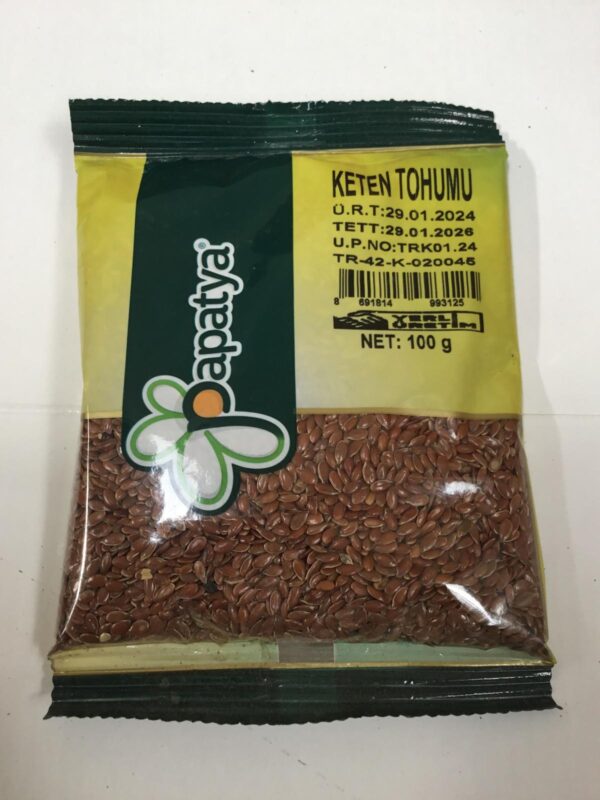 KETEN TOHUMU
Ü.R.T:29.01.2024
TETT:29.01.2026
U.P.NO:TRK01.24
TR-42-K-020045
8 691814 993125
YERLİ
ÜRETİM
NET: 100 g
papatya®